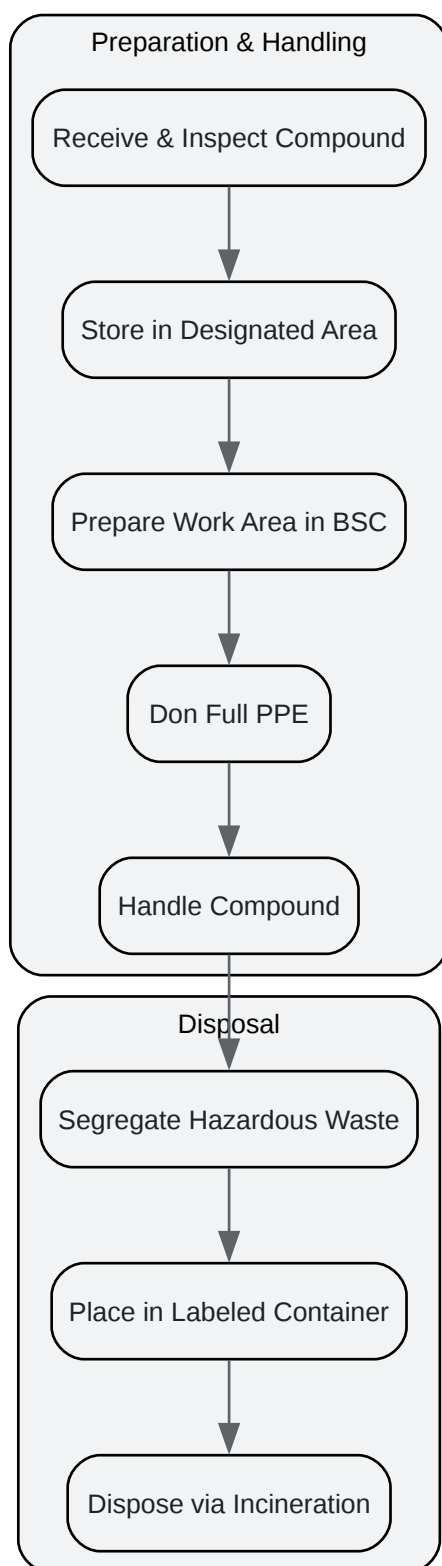 Preparation & Handling
Receive & Inspect Compound
Store in Designated Area
Prepare Work Area in BSC
Don Full PPE
Handle Compound
Disposal
Segregate Hazardous Waste
Place in Labeled Container
Dispose via Incineration